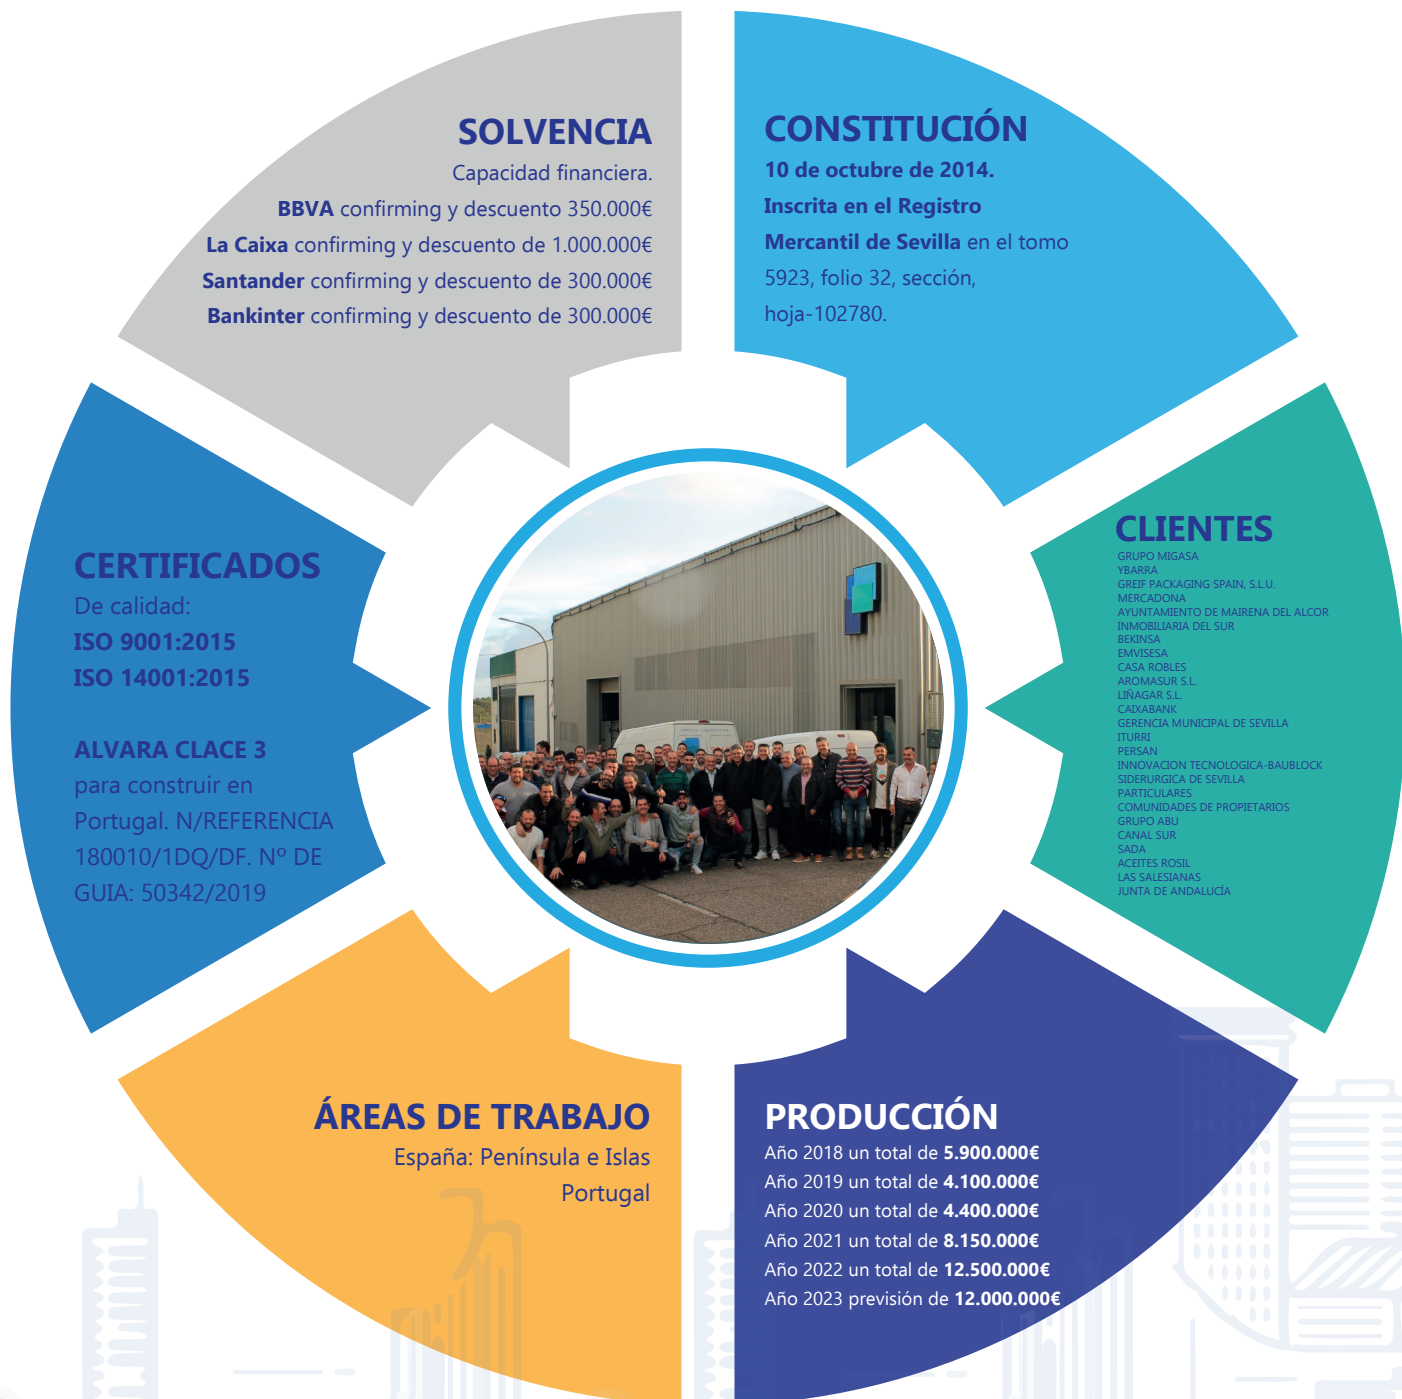 SOLVENCIA
Capacidad financiera.
BBVA confirming y descuento 350.000€
La Caixa confirming y descuento de 1.000.000€
Santander confirming y descuento de 300.000€
Bankinter confirming y descuento de 300.000€
CONSTITUCIÓN
10 de octubre de 2014.
Inscrita en el Registro
Mercantil de Sevilla en el tomo
5923, folio 32, sección,
hoja-102780.
CERTIFICADOS
De calidad:
ISO 9001:2015
ISO 14001:2015
ALVARA CLACE 3
para construir en
Portugal. N/REFERENCIA
180010/1DQ/DF. Nº DE
GUIA: 50342/2019
CLIENTES
GRUPO MIGASA
YBARRA
GREIF PACKAGING SPAIN, S.L.U.
MERCADONA
AYUNTAMIENTO DE MAIRENA DEL ALCOR
INMOBILIARIA DEL SUR
BEKINSA
EMVISESA
CASA ROBLES
AROMASUR S.L.
LIÑAGAR S.L.
CAIXABANK
GERENCIA MUNICIPAL DE SEVILLA
ITURRI
PERSAN
INNOVACION TECNOLOGICA-BAUBLOCK
SIDERURGICA DE SEVILLA
PARTICULARES
COMUNIDADES DE PROPIETARIOS
GRUPO ABU
CANAL SUR
SADA
ACEITES ROSIL
LAS SALESIANAS
JUNTA DE ANDALUCÍA
ÁREAS DE TRABAJO
España: Península e Islas
Portugal
PRODUCCIÓN
Año 2018 un total de 5.900.000€
Año 2019 un total de 4.100.000€
Año 2020 un total de 4.400.000€
Año 2021 un total de 8.150.000€
Año 2022 un total de 12.500.000€
Año 2023 previsión de 12.000.000€